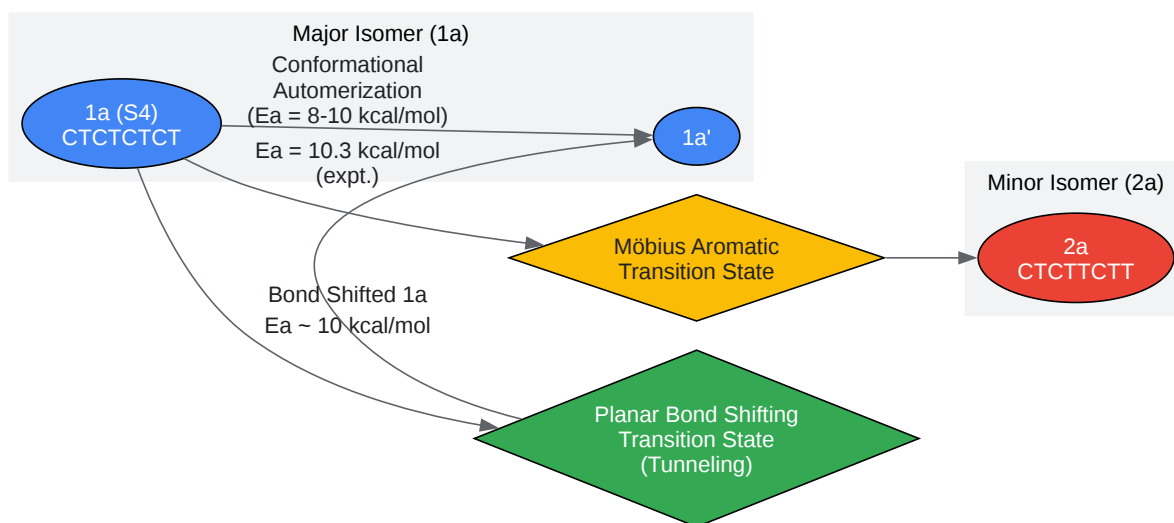 Major Isomer (1a)
Conformational
Automerization
(Ea = 8-10 kcal/mol)
1a (S4)
CTCTCTCT
1a'
Ea = 10.3 kcal/mol
(expt.)
Minor Isomer (2a)
Möbius Aromatic
Transition State
2a
CTCTTCTT
Bond Shifted 1a
Ea ~ 10 kcal/mol
Planar Bond Shifting
Transition State
(Tunneling)